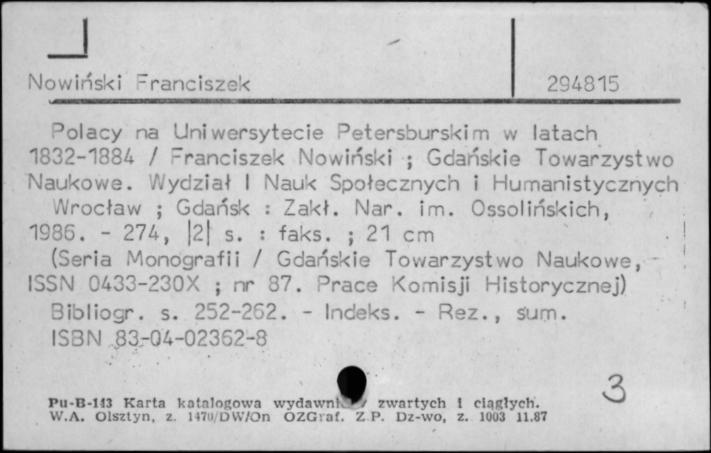 Nowiński Franciszek 294815
Polacy na Uniwersytecie Petersburskim w latach
1832-1884 / Franciszek Nowiński ; Gdańskie Towarzystwo
Naukowe. Wydział I Nauk Społecznych i Humanistycznych
Wrocław ; Gdańsk : Zakł. Nar. im. Ossolińskich,
1986. - 274, |2| s. : faks. ; 21 cm
(Seria Monografii / Gdańskie Towarzystwo Naukowe,
ISSN 0433-230X ; nr 87. Prace Komisji Historycznej)
Bibliogr. s. 252-262. - Indeks. - Rez., sum.
ISBN 83-04-02362-8
3
Pu-B-113 Karta katalogowa zwartych i ciągłych.
W.A. Olsztyn, z. 1470/DW/On OZGraf. Z.P. Dz-wo, z. 1003 11.87